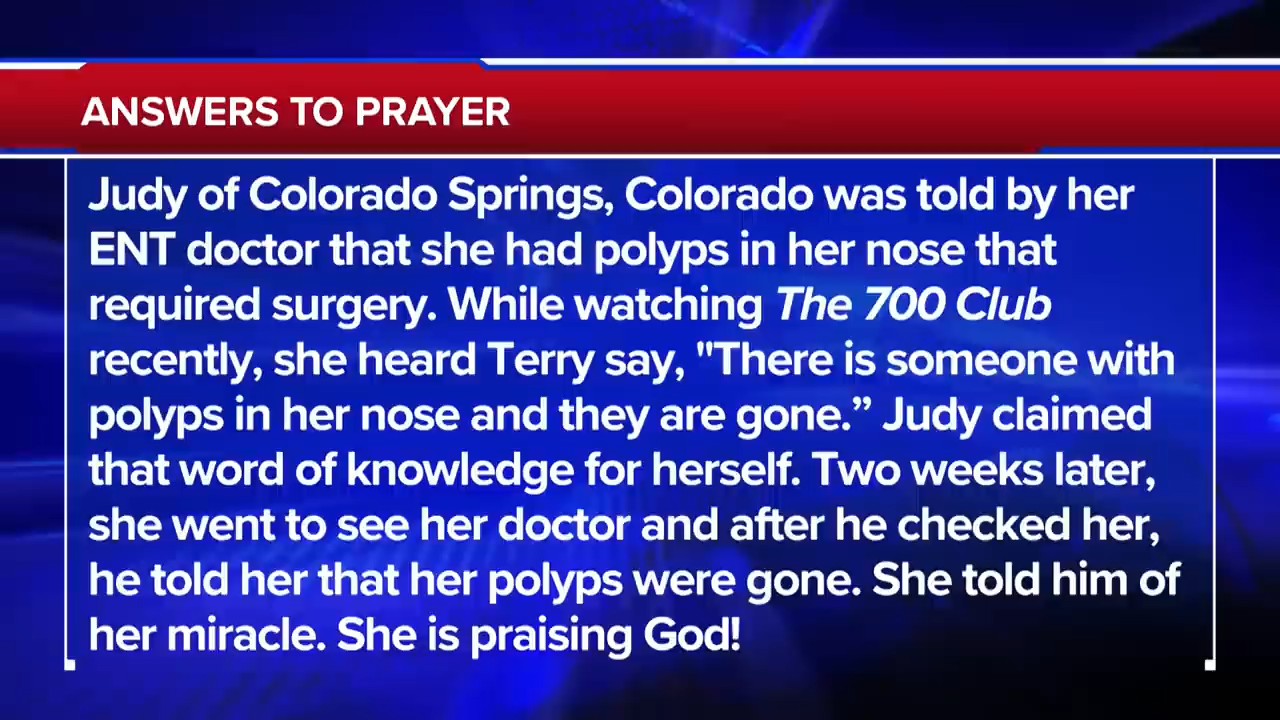 ANSWERS TO PRAYER
Judy of Colorado Springs, Colorado was told by her
ENT doctor that she had polyps in her nose that
required surgery. While watching The 700 Club
recently, she heard Terry say, "There is someone with
polyps in her nose and they are gone.” Judy claimed
that word of knowledge for herself. Two weeks later,
she went to see her doctor and after he checked her,
he told her that her polyps were gone. She told him of
her miracle. She is praising God!